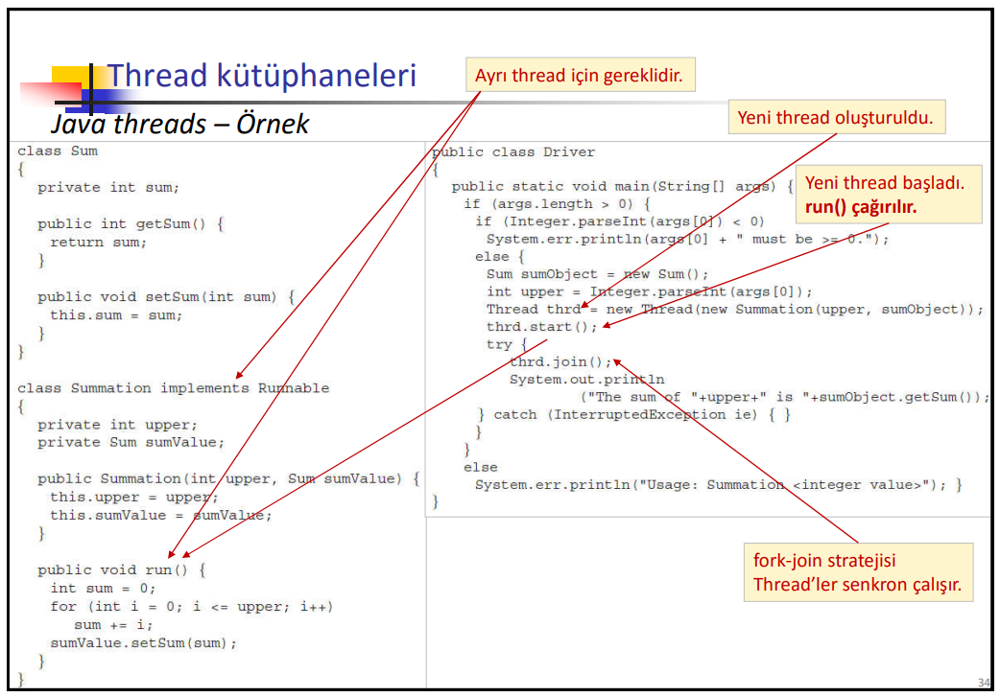 Thread kütüphaneleri
Java threads – Örnek
Ayrı thread için gereklidir.
Yeni thread oluşturuldu.
Yeni thread başladı.
run() çağırılır.
class Sum
{
private int sum;
public int getSum() {
return sum;
}
public void setSum(int sum) {
this.sum = sum;
}
}
class Summation implements Runnable
{
private int upper;
private Sum sumValue;
public Summation(int upper, Sum sumValue) {
this.upper = upper;
this.sumValue = sumValue;
}
public void run() {
int sum = 0;
for (int i = 0; i <= upper; i++)
sum += i;
sumValue.setSum(sum);
}
}
public class Driver
{
public static void main(String[] args) {
if (args.length > 0) {
if (Integer.parseInt(args[0]) < 0)
System.err.println(args[0] + " must be >= 0.");
else {
Sum sumObject = new Sum();
int upper = Integer.parseInt(args[0]);
Thread thrd = new Thread(new Summation(upper, sumObject));
thrd.start();
try {
thrd.join();
System.out.println
("The sum of "+upper+" is "+sumObject.getSum());
} catch (InterruptedException ie) { }
}
}
else
System.err.println("Usage: Summation <integer value>"); }
}
fork-join stratejisi
Thread’ler senkron çalışır.
34